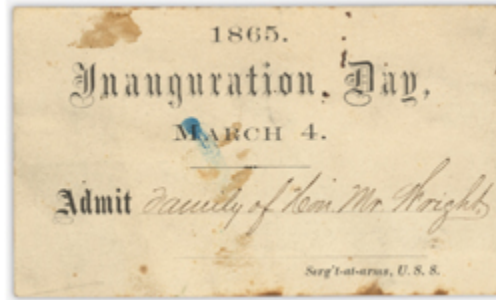 1865.
Inauguration Day,
March 4.
Admit Family of Hon. Mr. Wright
Serg't-at-arms, U. S. S.